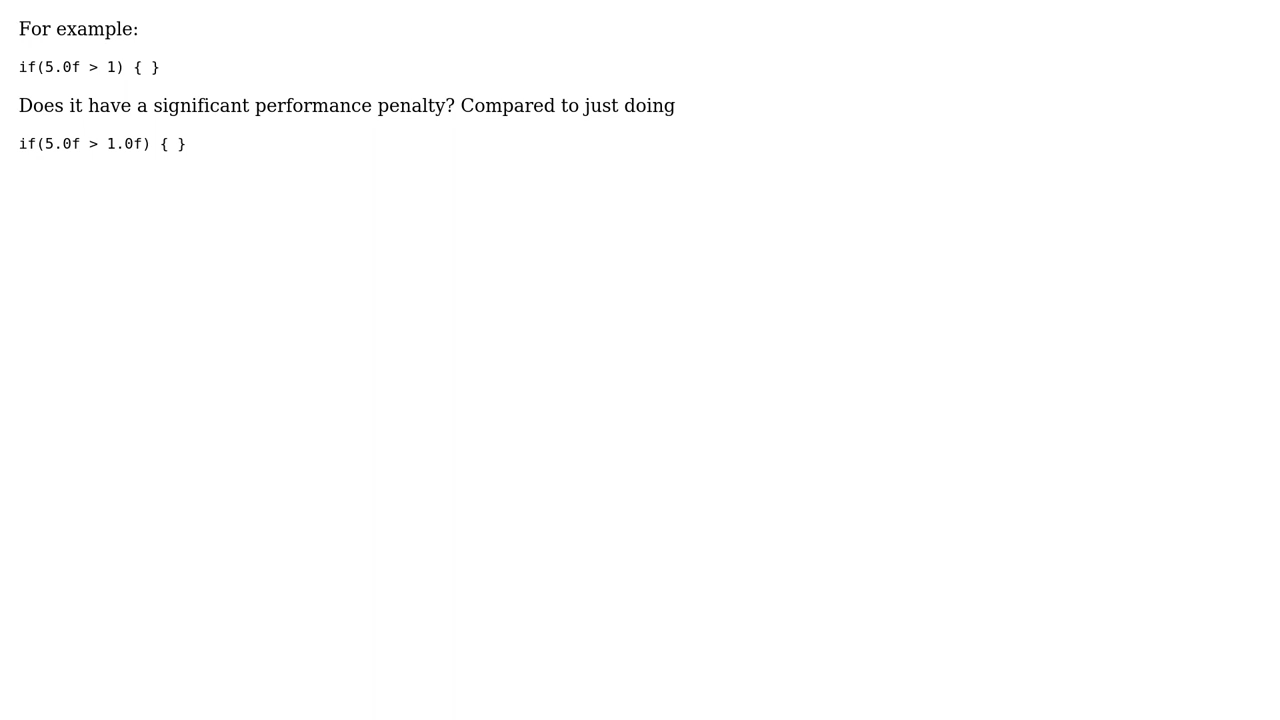 For example:
if(5.0f > 1) { }
Does it have a significant performance penalty? Compared to just doing
if(5.0f > 1.0f) { }